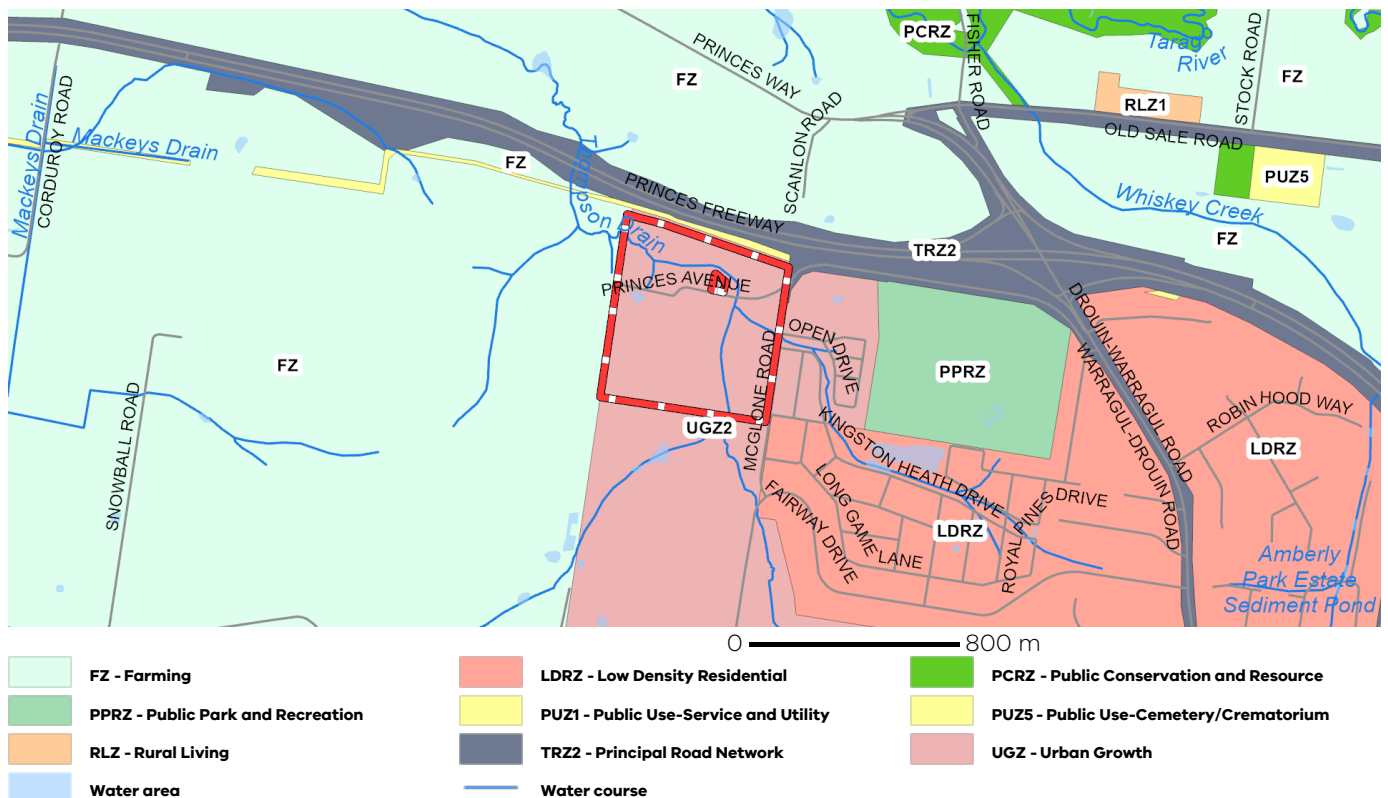 PCRZ
FISHER ROAD
Tarago
River
STOCK ROAD
FZ
PRINCES WAY
FZ
RLZ1
SCANLON ROAD
OLD SALE ROAD
Mackeys Drain
CORDUROY ROAD
Mackeys Drain
FZ
PUZ5
PRINCES FREEWAY
Whiskey Creek
FZ
TRZ2
PRINCES AVENUE
OPEN DRIVE
DROUIN-WARRAGUL ROAD
WARRAGUL-DROUIN ROAD
FZ
PPRZ
MCGLONE ROAD
SNOWBALL ROAD
UGZ2
KINGSTON HEATH DRIVE
ROBIN HOOD WAY
LDRZ
LONG GAME LANE
FAIRWAY DRIVE
LDRZ
ROYAL PINES DRIVE
Amberly
Park Estate
Sediment Pond
0 800 m
FZ - Farming
LDRZ - Low Density Residential
PCRZ - Public Conservation and Resource
PPRZ - Public Park and Recreation
PUZ1 - Public Use-Service and Utility
PUZ5 - Public Use-Cemetery/Crematorium
RLZ - Rural Living
TRZ2 - Principal Road Network
UGZ - Urban Growth
Water area
Water course